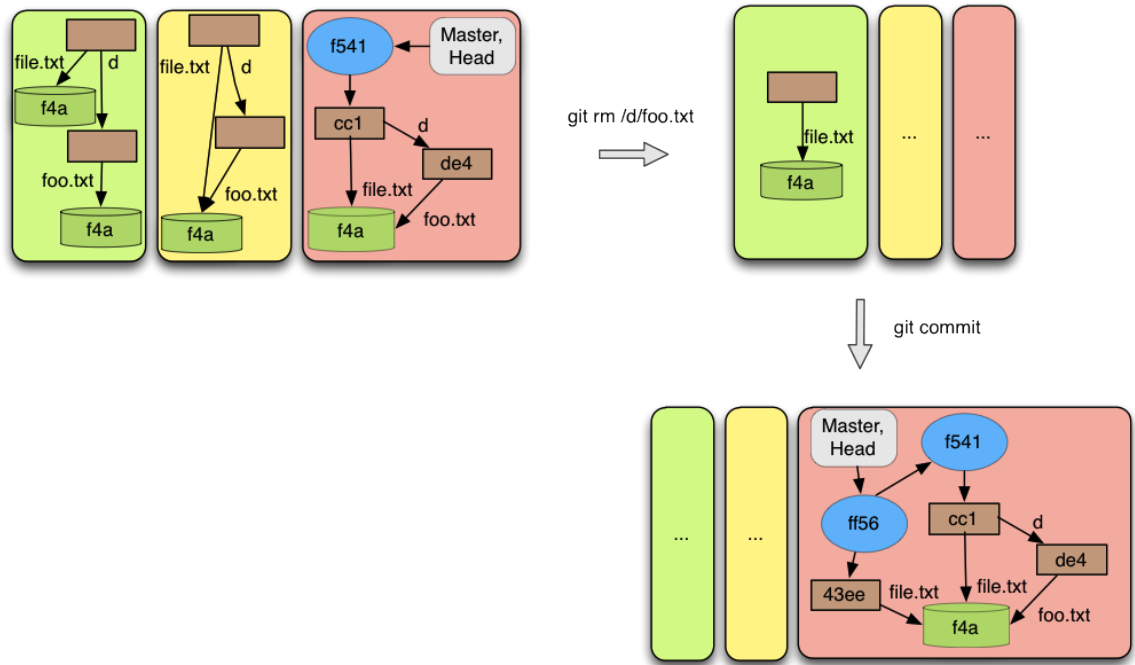 file.txt
d
f4a
foo.txt
f4a
file.txt
d
foo.txt
f4a
f541
Master,
Head
cc1
d
de4
file.txt
foo.txt
f4a
git rm /d/foo.txt
file.txt
f4a
...
...
git commit
...
...
Master,
Head
f541
ff56
cc1
d
de4
43ee
file.txt
file.txt
foo.txt
f4a